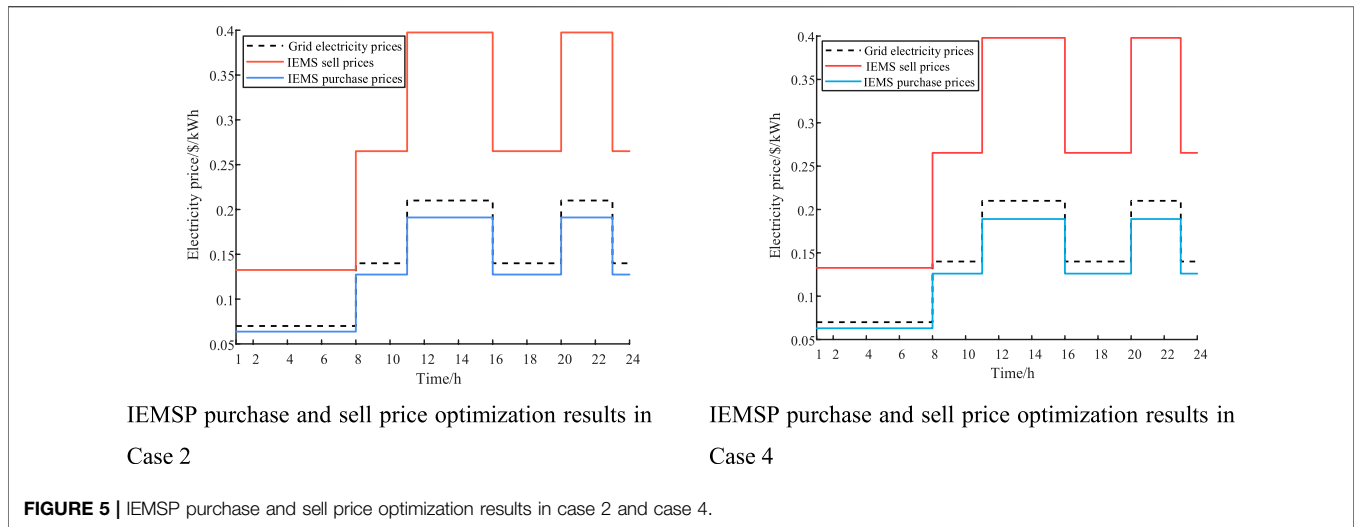 0.4
0.35
0.3
0.25
0.2
0.15
0.1
0.05
Electricity price/$/kWh
Grid electricity prices
IEMS sell prices
IEMS purchase prices
1 2 4 6 8 10 12 14 16 18 20 22 24
Time/h
IEMSP purchase and sell price optimization results in
Case 2
0.4
0.35
0.3
0.25
0.2
0.15
0.1
0.05
Electricity price/$/kWh
Grid electricity prices
IEMS sell prices
IEMS purchase prices
1 2 4 6 8 10 12 14 16 18 20 22 24
Time/h
IEMSP purchase and sell price optimization results in
Case 4
FIGURE 5 | IEMSP purchase and sell price optimization results in case 2 and case 4.